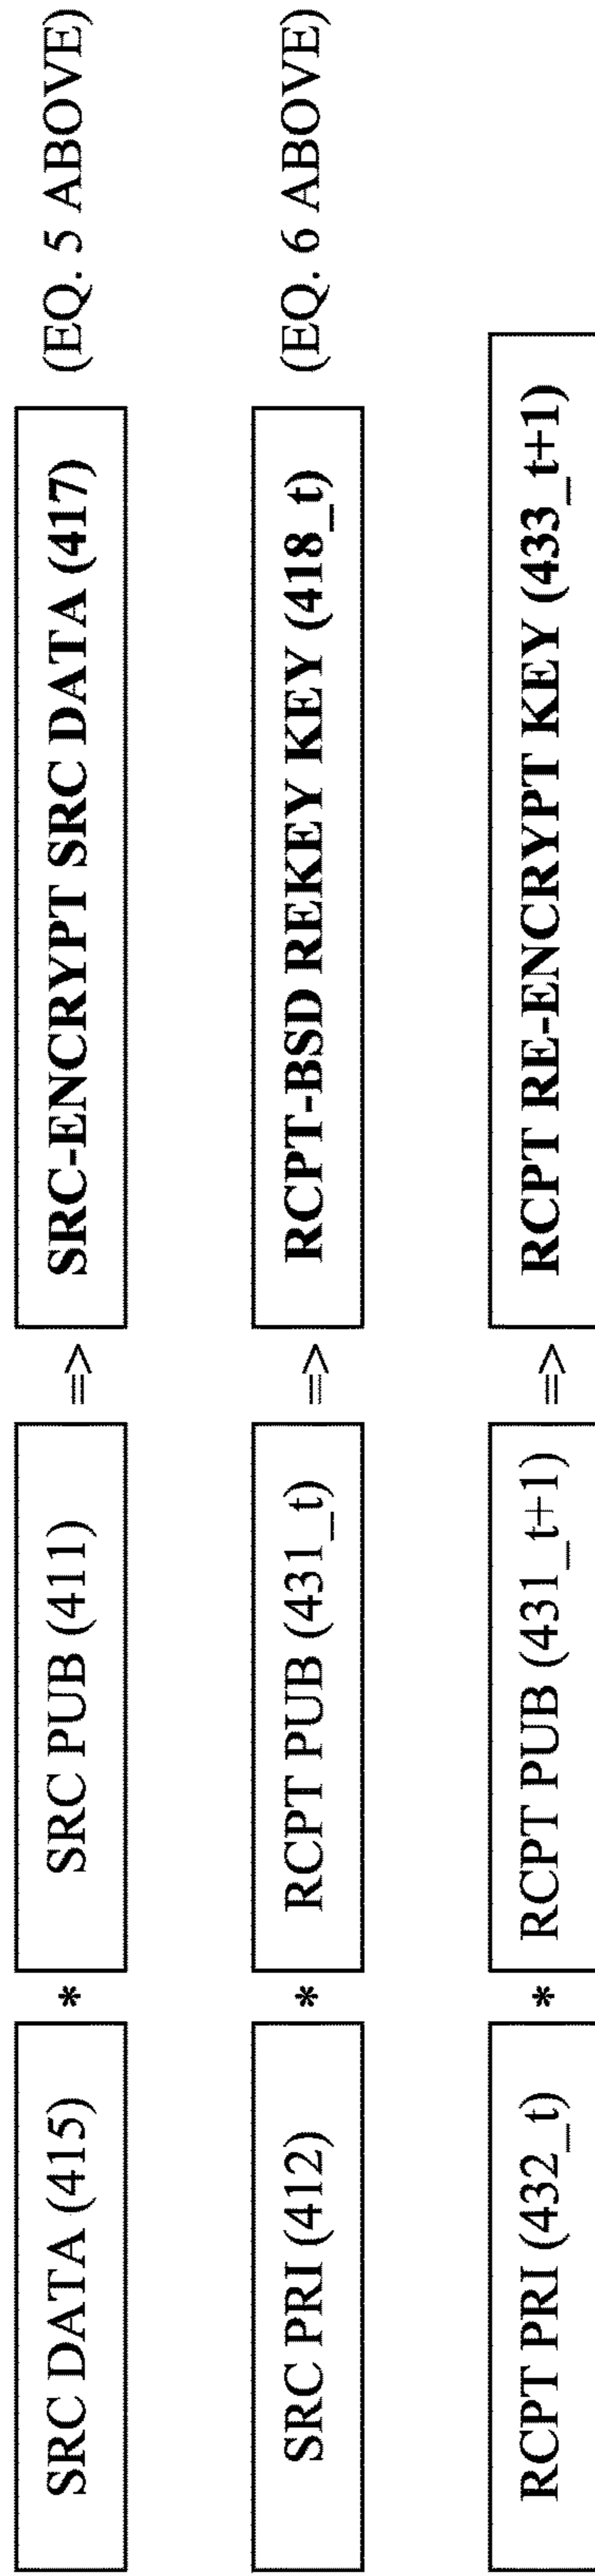 SRC DATA (415) * SRC PUB (411) => SRC-ENCRYPT SRC DATA (417) (EQ. 5 ABOVE)
SRC PRI (412) * RCPT PUB (431_t) => RCPT-BSD REKEY KEY (418_t) (EQ. 6 ABOVE)
RCPT PRI (432_t) * RCPT PUB (431_t+1) => RCPT RE-ENCRYPT KEY (433_t+1)